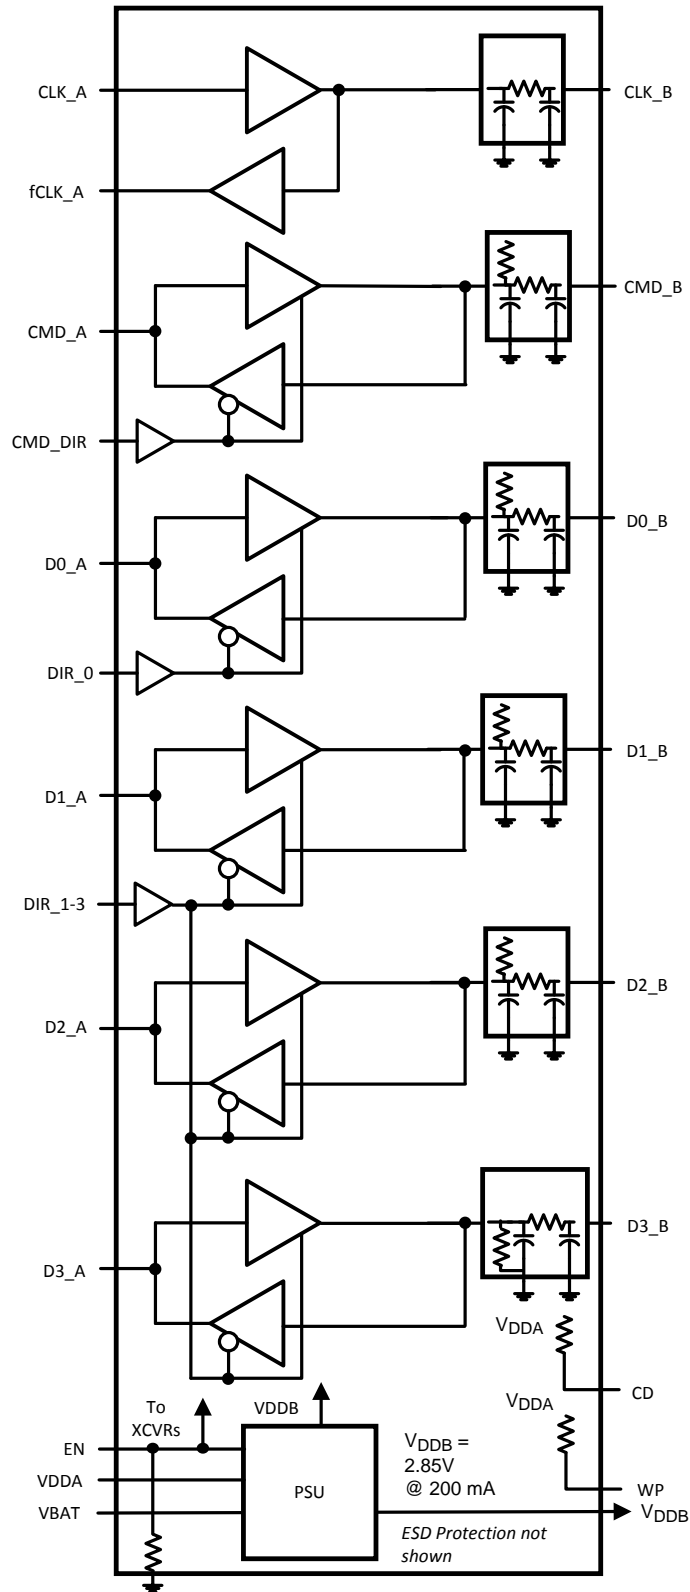 CLK_A
CLK_B
fCLK_A
CMD_B
CMD_A
CMD_DIR
D0_B
D0_A
DIR_0
D1_B
D1_A
DIR_1-3
D2_B
D2_A
D3_B
D3_A
VDDA
CD
VDDA
To
XCVRs
VDDB
EN
VDDA
VBAT
PSU
VDDB =
2.85V
@ 200 mA
WP
VDDB
ESD Protection not
shown